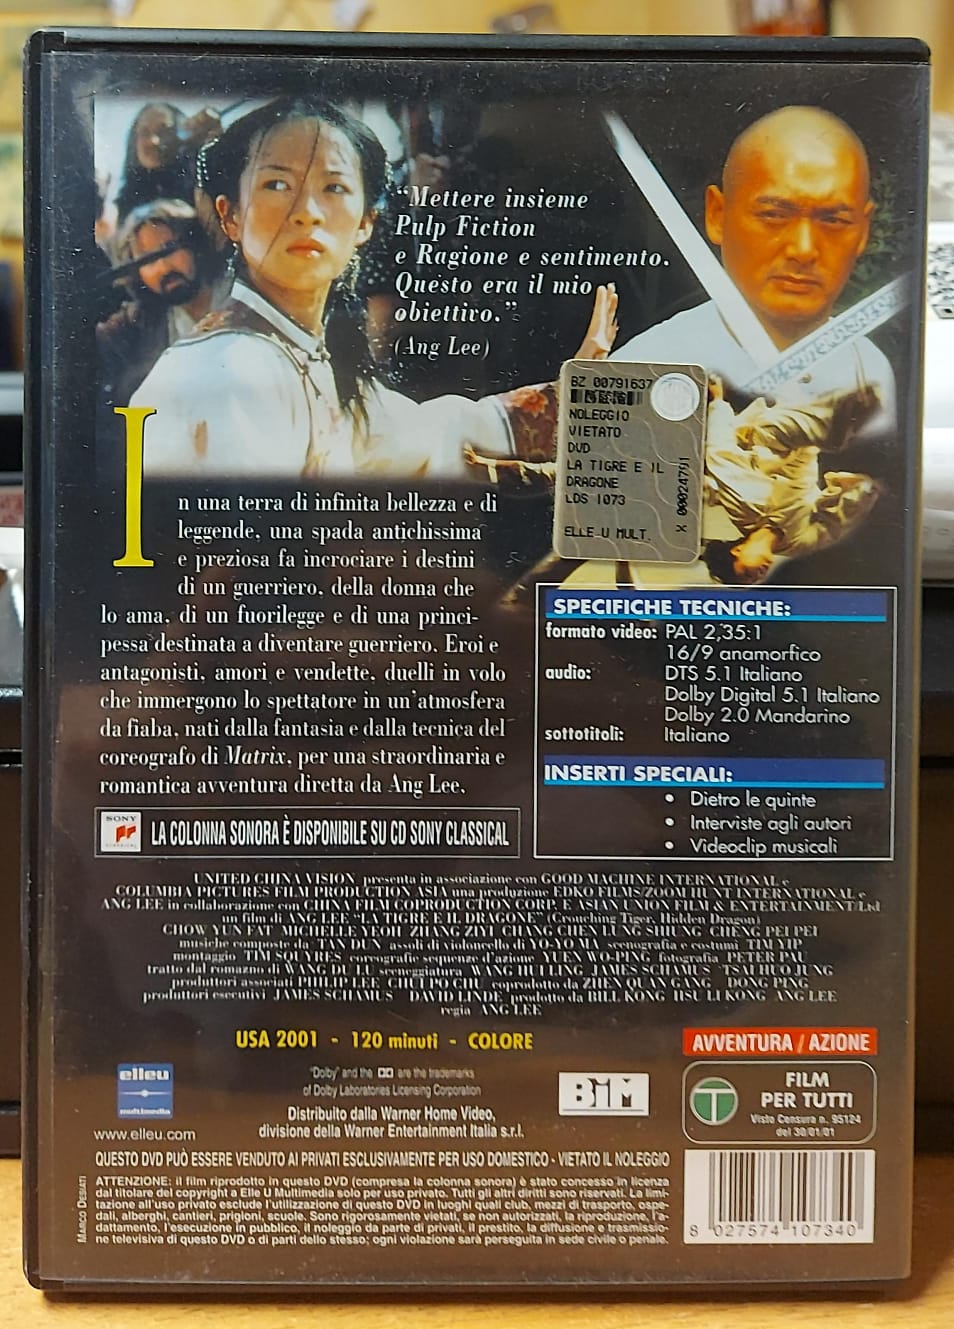 “Mettere insieme
Pulp Fiction
e Ragione e sentimento.
Questo era il mio
obiettivo.”
(Ang Lee)
BZ 00791637
NOLEGGIO
VIETATO
DVD
LA TIGRE E IL
DRAGONE
LDS 1073
ELLE U MULT.
X 00024791
In una terra di infinita bellezza e di
leggende, una spada antichissima
e preziosa fa incrociare i destini
di un guerriero, della donna che
lo ama, di un fuorilegge e di una princi-
pessa destinata a diventare guerriero. Eroi e
antagonisti, amori e vendette, duelli in volo
che immergono lo spettatore in un'atmosfera
da fiaba, nati dalla fantasia e dalla tecnica del
coreografo di Matrix, per una straordinaria e
romantica avventura diretta da Ang Lee.
SPECIFICHE TECNICHE:
formato video: PAL 2,35:1
16/9 anamorfico
audio: DTS 5.1 Italiano
Dolby Digital 5.1 Italiano
Dolby 2.0 Mandarino
sottotitoli: Italiano
INSERTI SPECIALI:
• Dietro le quinte
• Interviste agli autori
• Videoclip musicali
SONY
CLASSICAL
LA COLONNA SONORA È DISPONIBILE SU CD SONY CLASSICAL
UNITED CHINA VISION presenta in associazione con GOOD MACHINE INTERNATIONAL e
COLUMBIA PICTURES FILM PRODUCTION ASIA una produzione EDKO FILMS/ZOOM HUNT INTERNATIONAL e
ANG LEE in collaborazione con CHINA FILM COPRODUCTION CORP. E ASIAN UNION FILM & ENTERTAINMENT/Ltd
un film di ANG LEE “LA TIGRE E IL DRAGONE” (Crouching Tiger, Hidden Dragon)
CHOW YUN FAT MICHELLE YEOH ZHANG ZIYI CHANG CHEN LUNG SIHUNG CHENG PEI PEI
musiche composte da TAN DUN assoli di violoncello di YO-YO MA scenografia e costumi TIM YIP
montaggio TIM SQUYRES coreografie sequenze d'azione YUEN WO-PING fotografia PETER PAU
tratto dal romanzo di WANG DU LU sceneggiatura WANG HUI LING JAMES SCHAMUS TSAI HUO JUNG
produttori associati PHILIP LEE CHUI PO CHU coprodotto da ZHEN QUAN GANG DONG PING
produttori esecutivi JAMES SCHAMUS DAVID LINDE prodotto da BILL KONG HSU LI KONG ANG LEE
regia ANG LEE
USA 2001 - 120 minuti - COLORE
AVVENTURA / AZIONE
elleu
multimedia
www.elleu.com
"Dolby" and the are the trademarks
of Dolby Laboratories Licensing Corporation
Distribuito dalla Warner Home Video,
divisione della Warner Entertainment Italia s.r.l.
BiM
T
FILM
PER TUTTI
Visto Censura n. 95124
del 30/01/01
QUESTO DVD PUÒ ESSERE VENDUTO AI PRIVATI ESCLUSIVAMENTE PER USO DOMESTICO - VIETATO IL NOLEGGIO
MARCO DESIATI
ATTENZIONE: il film riprodotto in questo DVD (compresa la colonna sonora) è stato concesso in licenza
dal titolare del copyright a Elle U Multimedia solo per uso privato. Tutti gli altri diritti sono riservati. La limi-
tazione all'uso privato esclude l'utilizzazione di questo DVD in luoghi quali club, mezzi di trasporto, ospe-
dali, alberghi, cantieri, prigioni, scuole. Sono rigorosamente vietati, se non autorizzati, la riproduzione, l'a-
dattamento, l'esecuzione in pubblico, il noleggio da parte di privati, il prestito, la diffusione e trasmissio-
ne televisiva di questo DVD o di parti dello stesso; ogni violazione sarà perseguita in sede civile o penale.
8 027574 107340